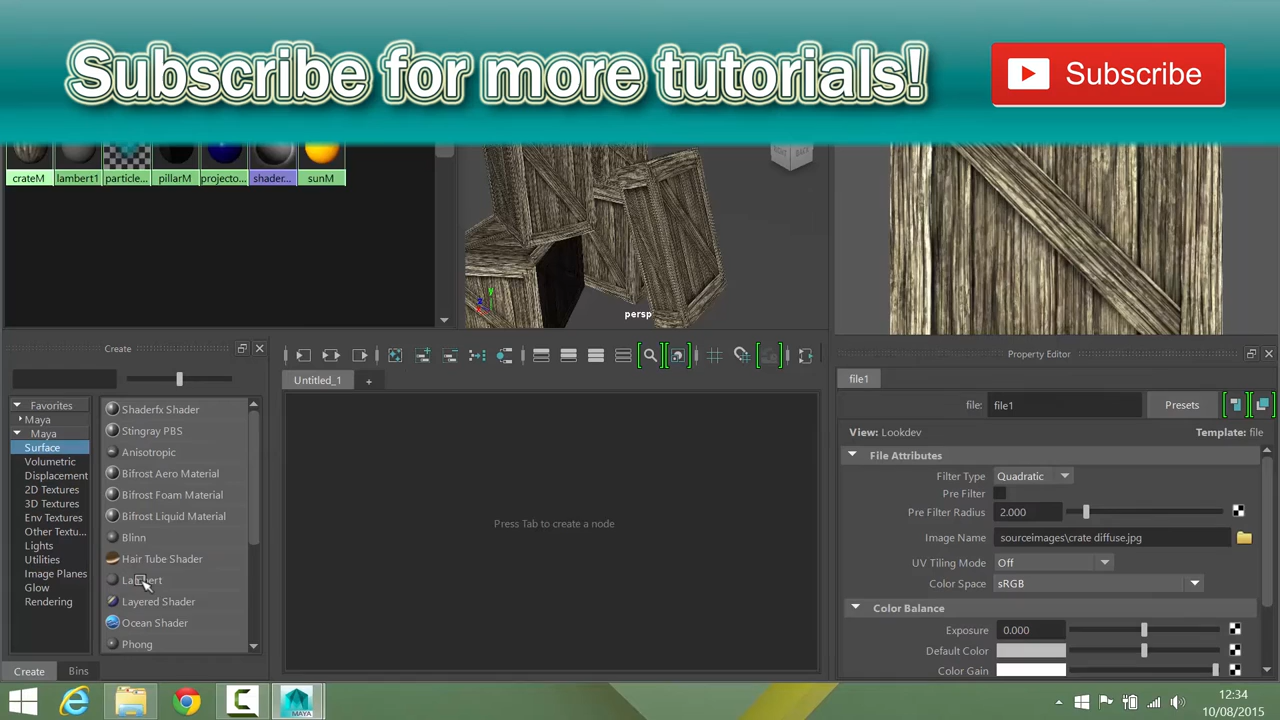 Subscribe for more tutorials!
Subscribe
crateM
lambert1
particle...
pillarM
projecto...
shader...
sunM
persp
Create
Untitled_1
+
Press Tab to create a node
Favorites
Maya
Maya
Surface
Volumetric
Displacement
2D Textures
3D Textures
Env Textures
Other Textu...
Lights
Utilities
Image Planes
Glow
Rendering
Shaderfx Shader
Stingray PBS
Anisotropic
Bifrost Aero Material
Bifrost Foam Material
Bifrost Liquid Material
Blinn
Hair Tube Shader
Lambert
Layered Shader
Ocean Shader
Phong
Create
Bins
Property Editor
file1
file: file1
Presets
View: Lookdev
Template: file
File Attributes
Filter Type Quadratic
Pre Filter
Pre Filter Radius 2.000
Image Name sourceimages\crate diffuse.jpg
UV Tiling Mode Off
Color Space sRGB
Color Balance
Exposure 0.000
Default Color
Color Gain
MAYA
12:34
10/08/2015